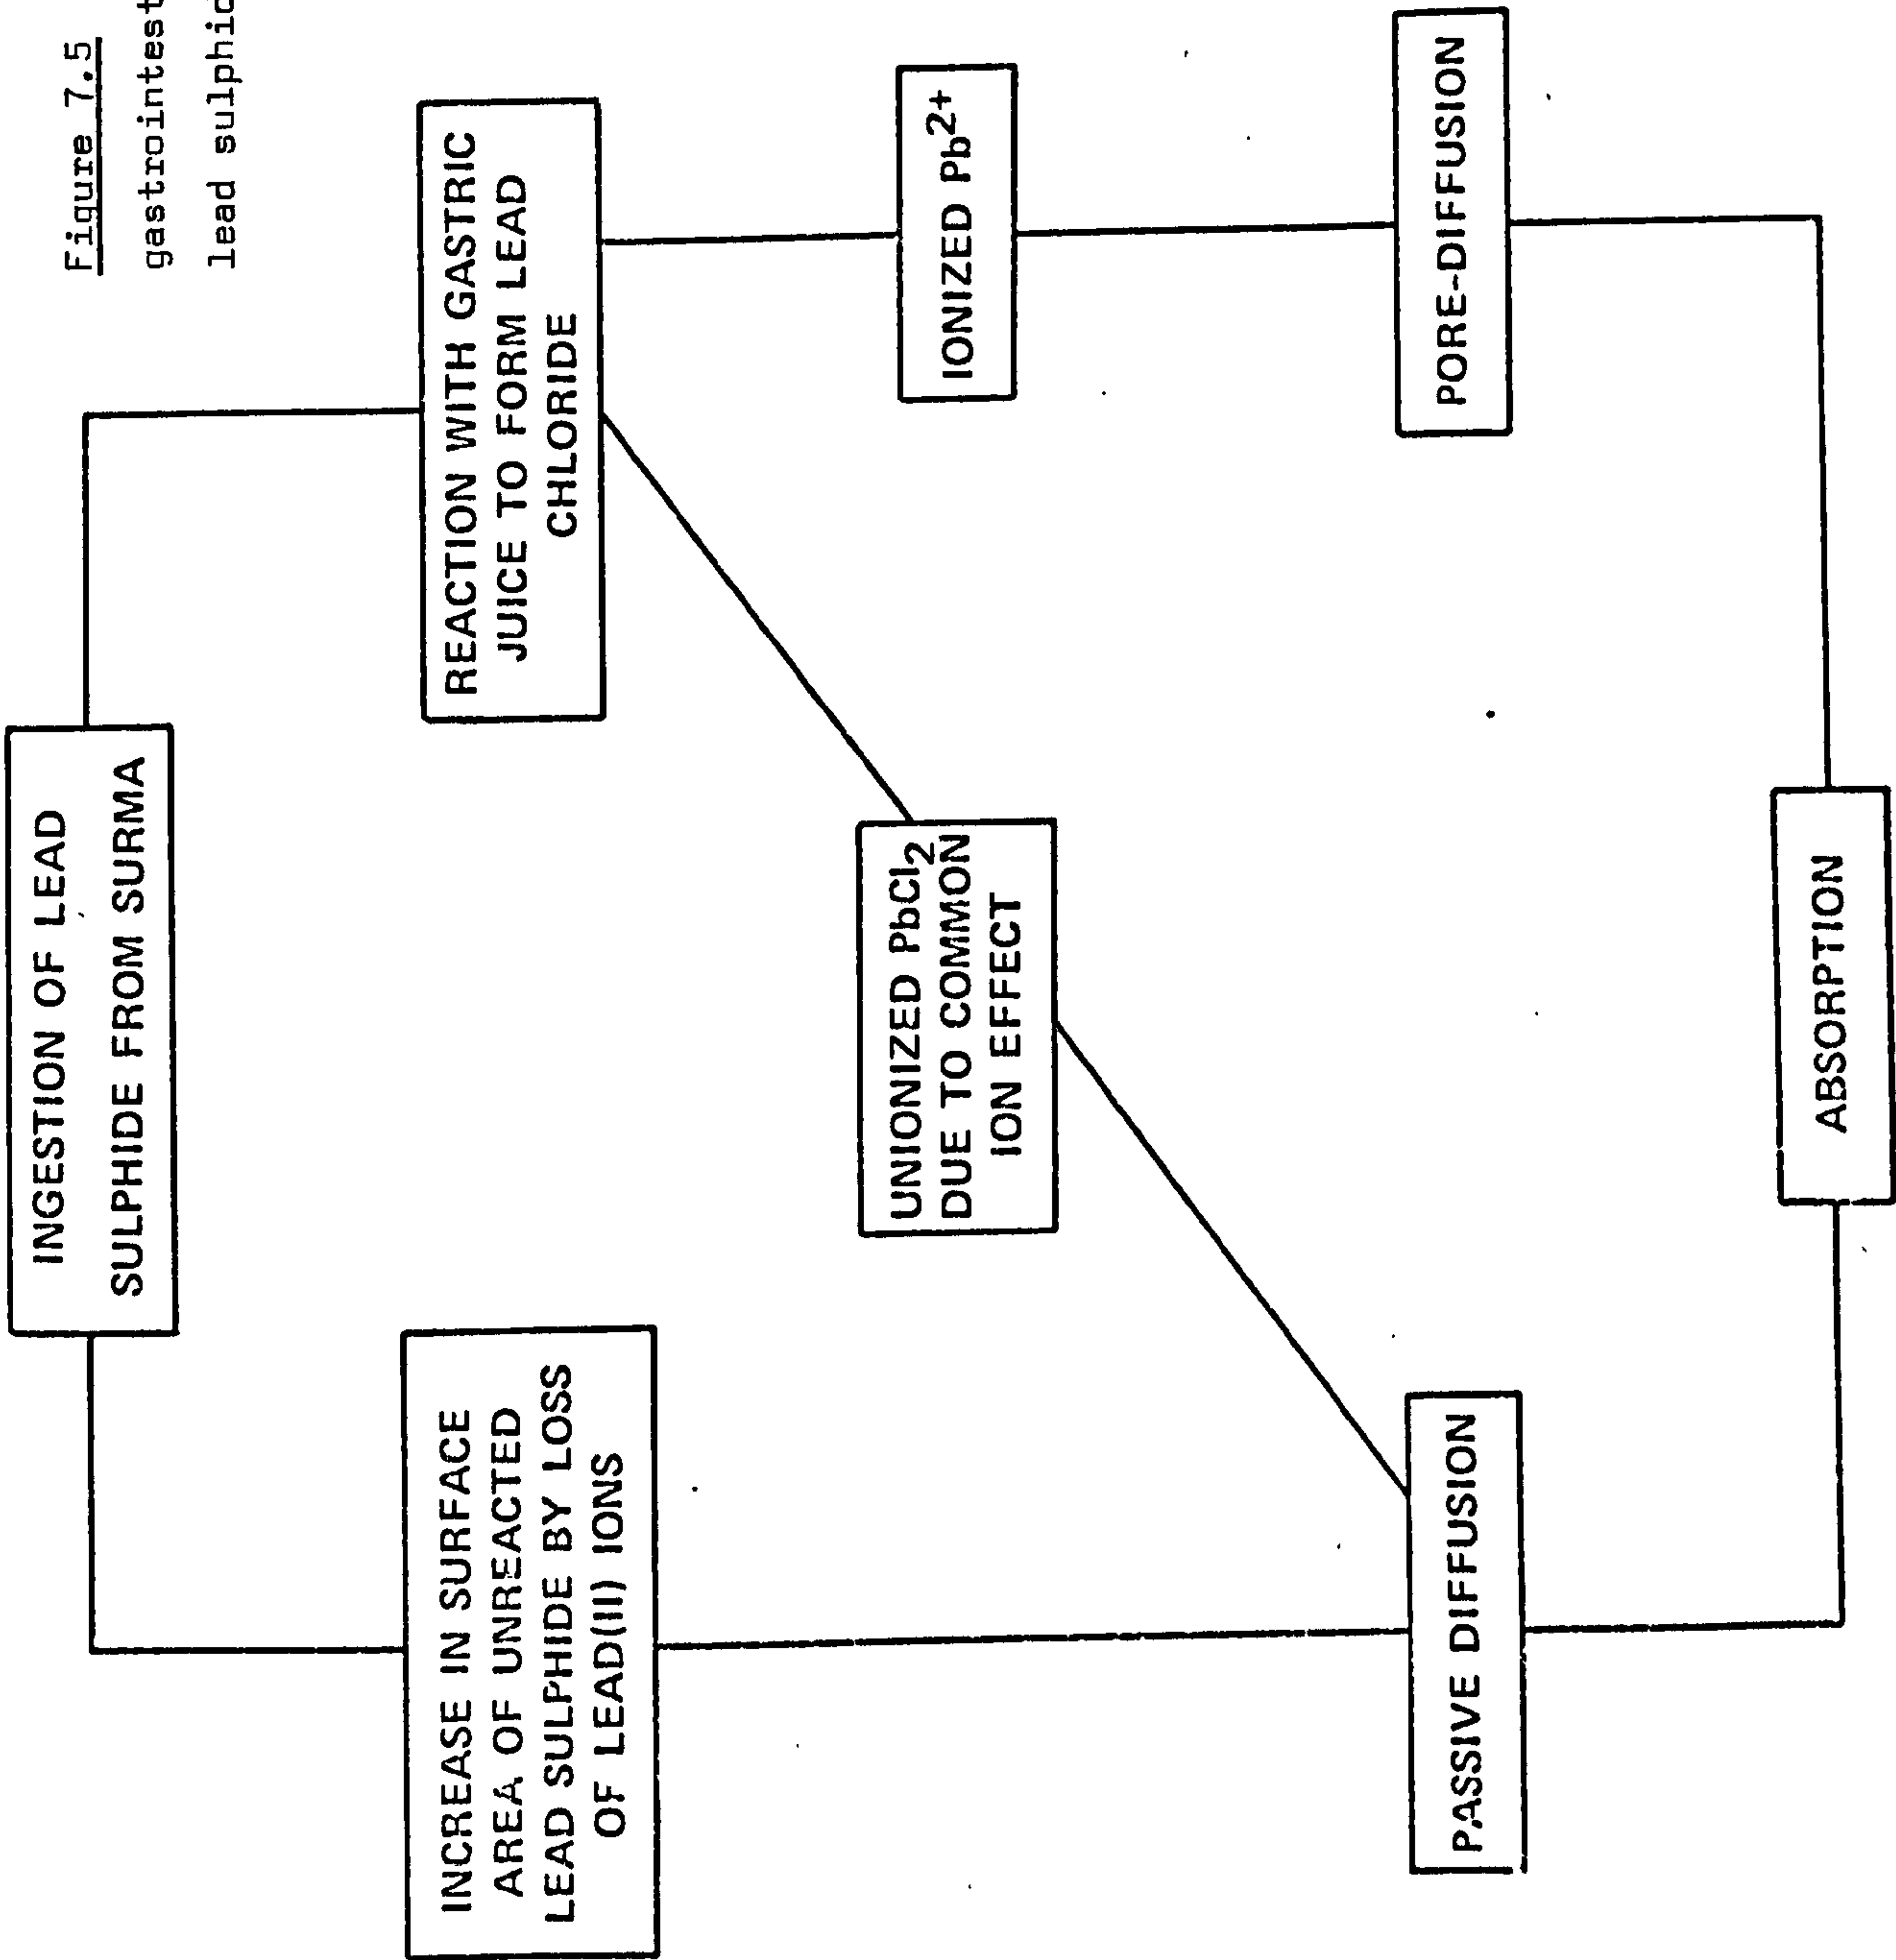 Figure 7.5
gastrointest
lead sulphid
INGESTION OF LEAD
SULPHIDE FROM SURMA
INCREASE IN SURFACE
AREA OF UNREACTED
LEAD SULPHIDE BY LOSS
OF LEAD(II) IONS
REACTION WITH GASTRIC
JUICE TO FORM LEAD
CHLORIDE
UNIONIZED PbCl₂
DUE TO COMMON
ION EFFECT
IONIZED Pb²⁺
PASSIVE DIFFUSION
PORE-DIFFUSION
ABSORPTION